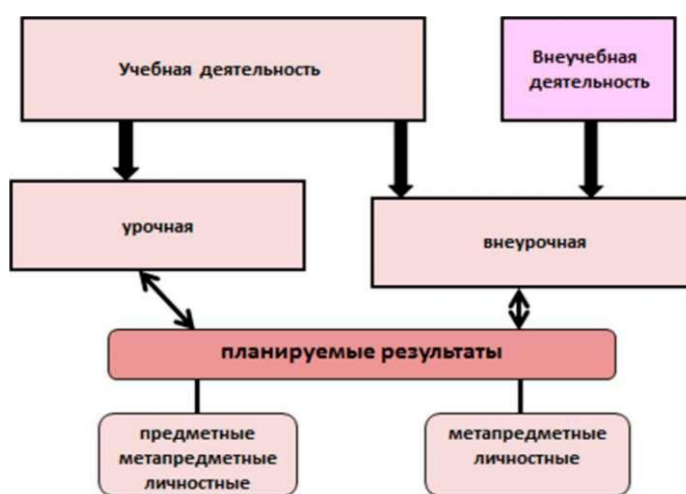 Учебная деятельность
Внеучебная
деятельность
урочная
внеурочная
планируемые результаты
предметные
метапредметные
личностные
метапредметные
личностные